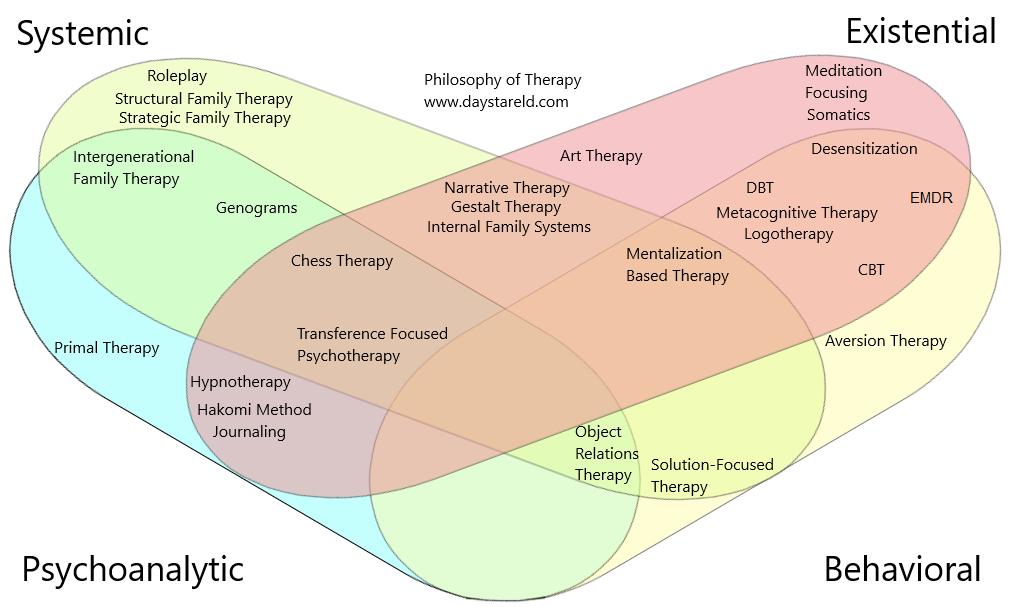 Systemic
Existential
Roleplay
Structural Family Therapy
Strategic Family Therapy
Philosophy of Therapy
www.daystareld.com
Meditation
Focusing
Somatics
Intergenerational
Family Therapy
Genograms
Art Therapy
Narrative Therapy
Gestalt Therapy
Internal Family Systems
Desensitization
DBT
EMDR
Metacognitive Therapy
Logotherapy
CBT
Chess Therapy
Mentalization
Based Therapy
Primal Therapy
Transference Focused
Psychotherapy
Aversion Therapy
Hypnotherapy
Hakomi Method
Journaling
Object
Relations
Therapy
Solution-Focused
Therapy
Psychoanalytic
Behavioral